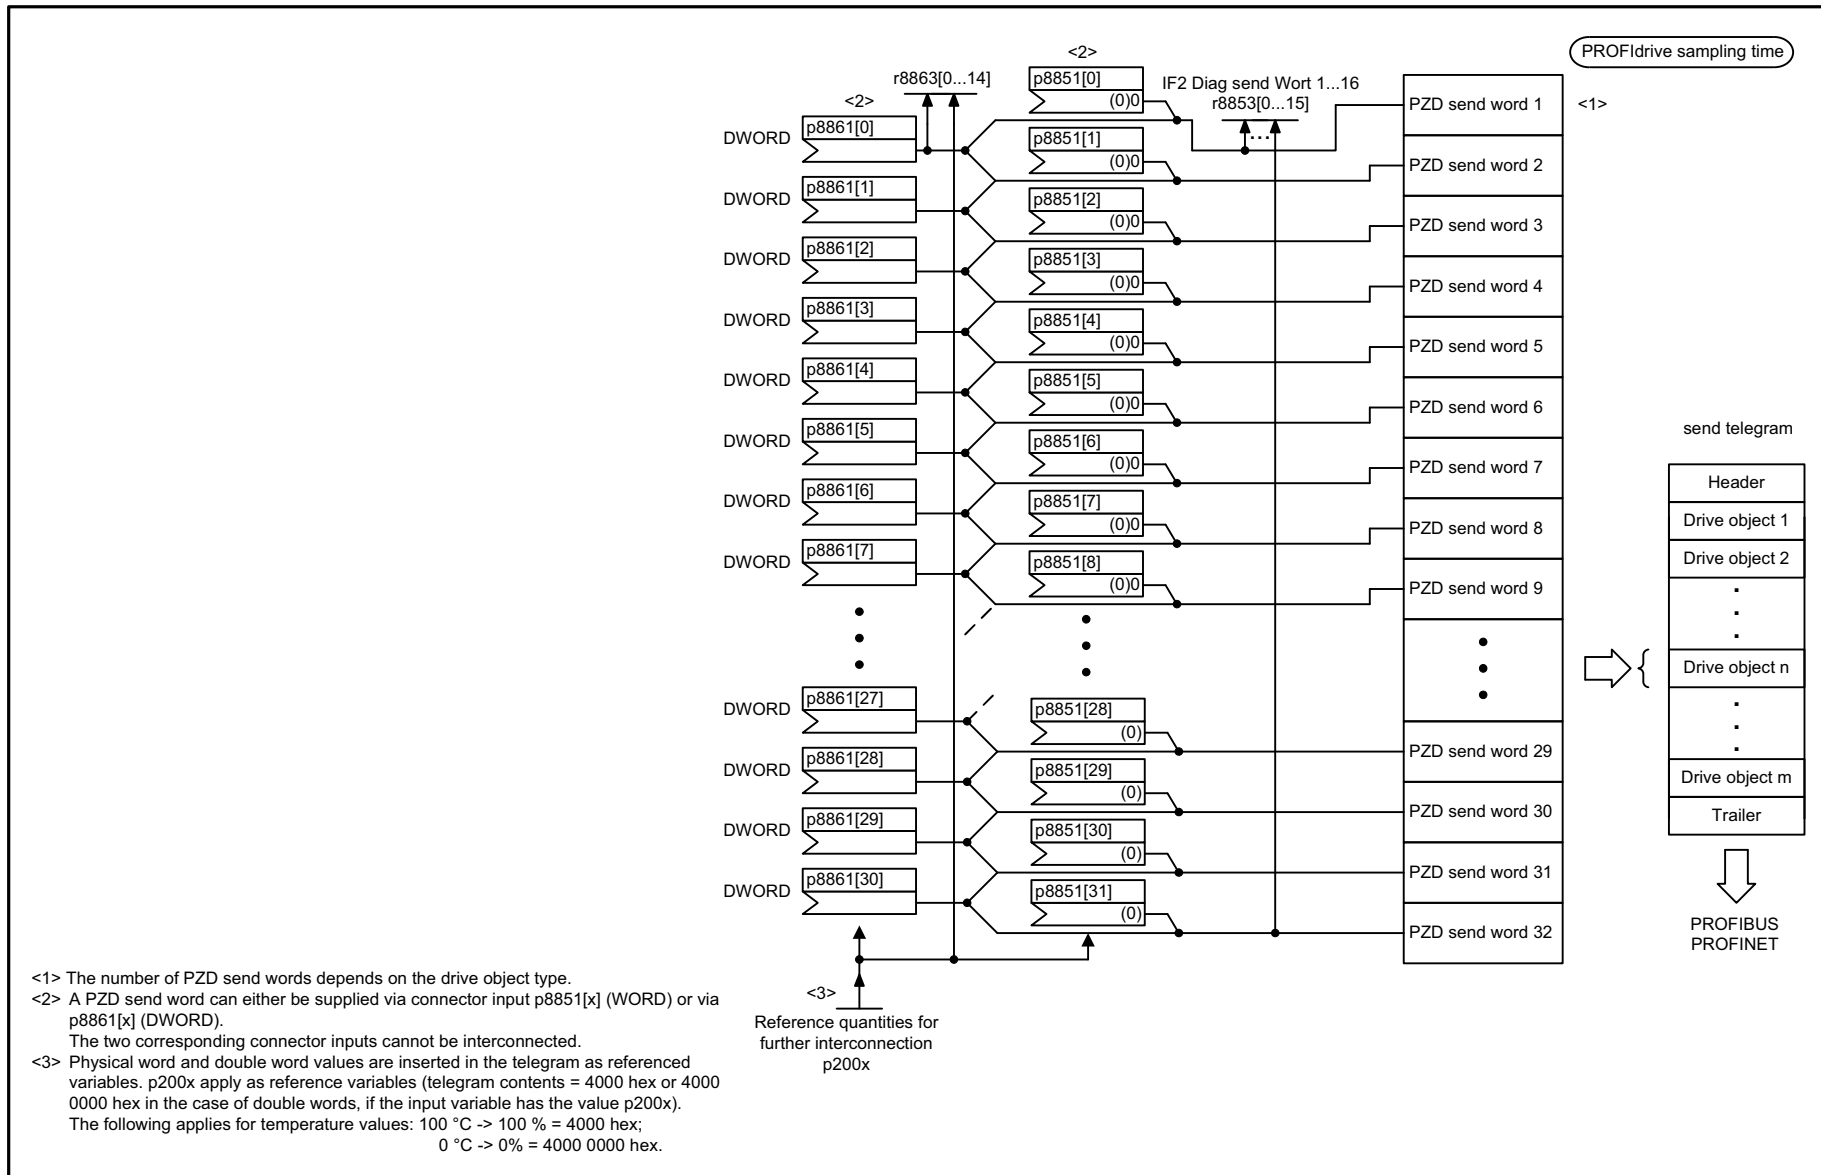 PROFIdrive sampling time
<2>
r8863[0...14]
p8851[0]
(0)0
IF2 Diag send Wort 1...16
r8853[0...15]
...
PZD send word 1
<1>
<2>
DWORD
p8861[0]
p8851[1]
(0)0
PZD send word 2
DWORD
p8861[1]
p8851[2]
(0)0
PZD send word 3
DWORD
p8861[2]
p8851[3]
(0)0
PZD send word 4
DWORD
p8861[3]
p8851[4]
(0)0
PZD send word 5
DWORD
p8861[4]
p8851[5]
(0)0
PZD send word 6
DWORD
p8861[5]
p8851[6]
(0)0
PZD send word 7
DWORD
p8861[6]
p8851[7]
(0)0
PZD send word 8
DWORD
p8861[7]
p8851[8]
(0)0
PZD send word 9
DWORD
p8861[27]
p8851[28]
(0)
PZD send word 29
DWORD
p8861[28]
p8851[29]
(0)
PZD send word 30
DWORD
p8861[29]
p8851[30]
(0)
PZD send word 31
DWORD
p8861[30]
p8851[31]
(0)
PZD send word 32
send telegram
Header
Drive object 1
Drive object 2
Drive object n
Drive object m
Trailer
PROFIBUS
PROFINET
<3>
Reference quantities for
further interconnection
p200x
<1> The number of PZD send words depends on the drive object type.
<2> A PZD send word can either be supplied via connector input p8851[x] (WORD) or via
p8861[x] (DWORD).
The two corresponding connector inputs cannot be interconnected.
<3> Physical word and double word values are inserted in the telegram as referenced
variables. p200x apply as reference variables (telegram contents = 4000 hex or 4000
0000 hex in the case of double words, if the input variable has the value p200x).
The following applies for temperature values: 100 °C -> 100 % = 4000 hex;
0 °C -> 0% = 4000 0000 hex.